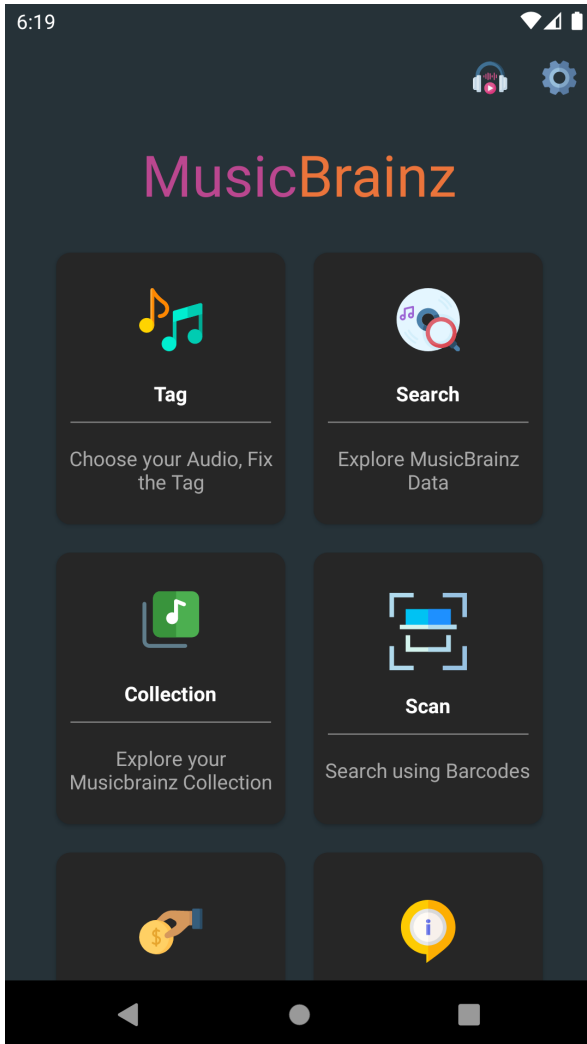 6:19
MusicBrainz
Tag
Choose your Audio, Fix
the Tag
Search
Explore MusicBrainz
Data
Collection
Explore your
Musicbrainz Collection
Scan
Search using Barcodes
$
i